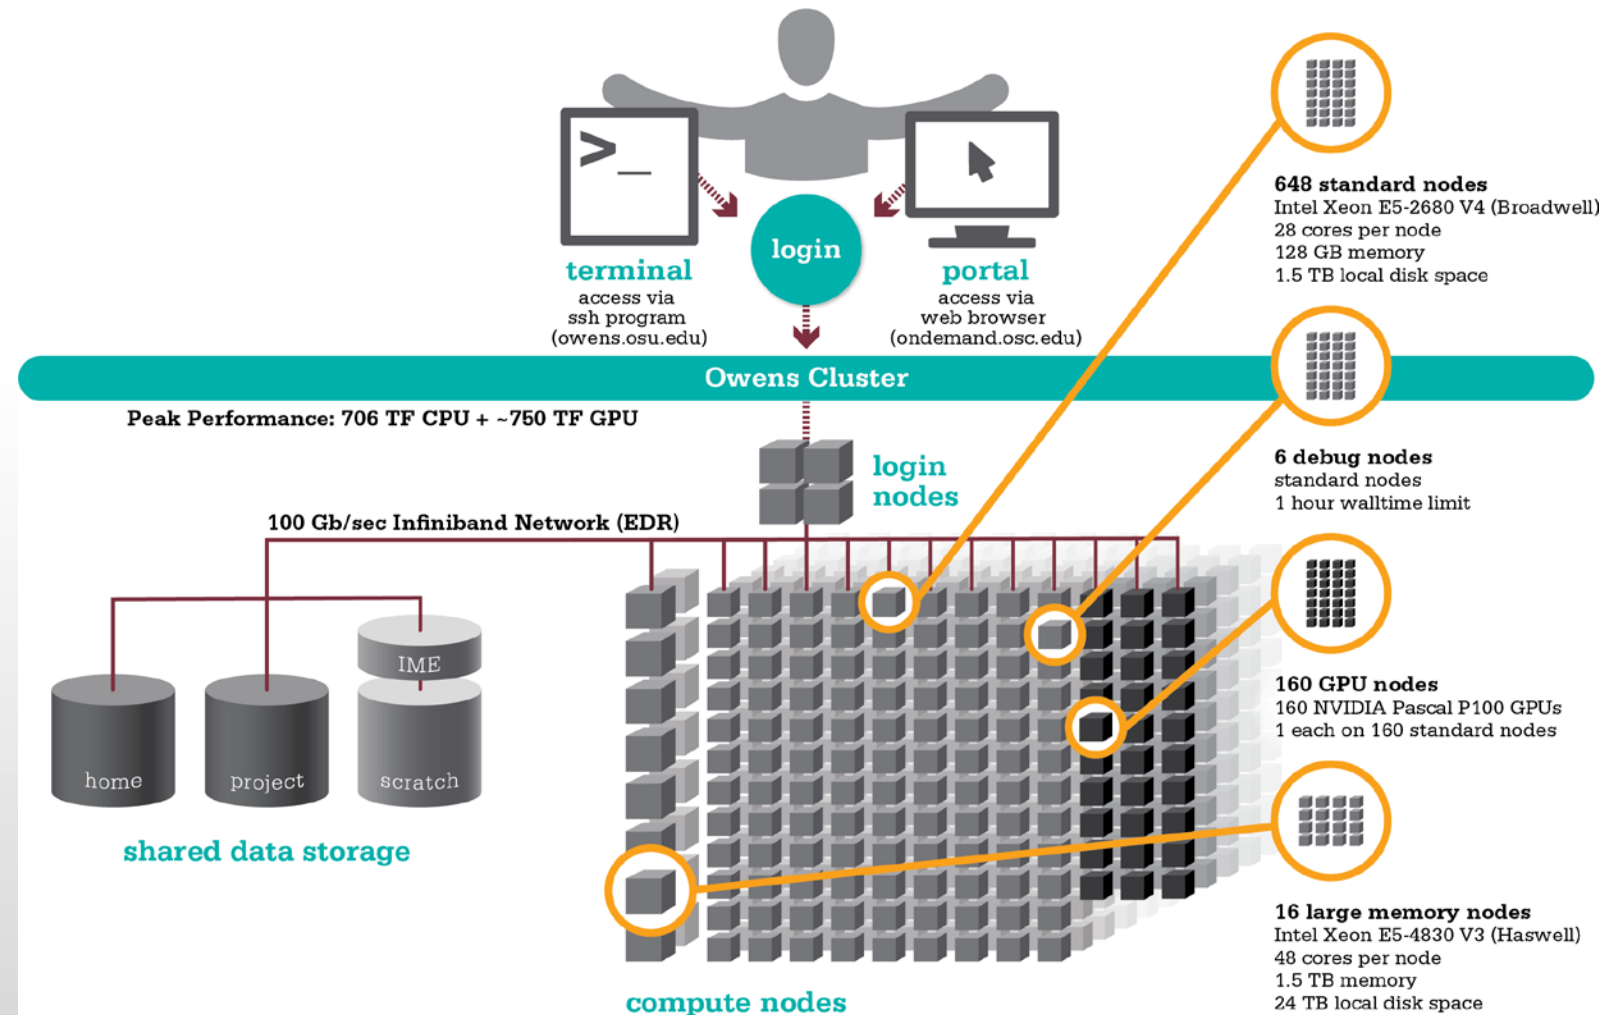 >_
login
terminal
access via
ssh program
(owens.osu.edu)
portal
access via
web browser
(ondemand.osc.edu)
Owens Cluster
Peak Performance: 706 TF CPU + ~750 TF GPU
login
nodes
100 Gb/sec Infiniband Network (EDR)
IME
home
project
scratch
shared data storage
compute nodes
648 standard nodes
Intel Xeon E5-2680 V4 (Broadwell)
28 cores per node
128 GB memory
1.5 TB local disk space
6 debug nodes
standard nodes
1 hour walltime limit
160 GPU nodes
160 NVIDIA Pascal P100 GPUs
1 each on 160 standard nodes
16 large memory nodes
Intel Xeon E5-4830 V3 (Haswell)
48 cores per node
1.5 TB memory
24 TB local disk space